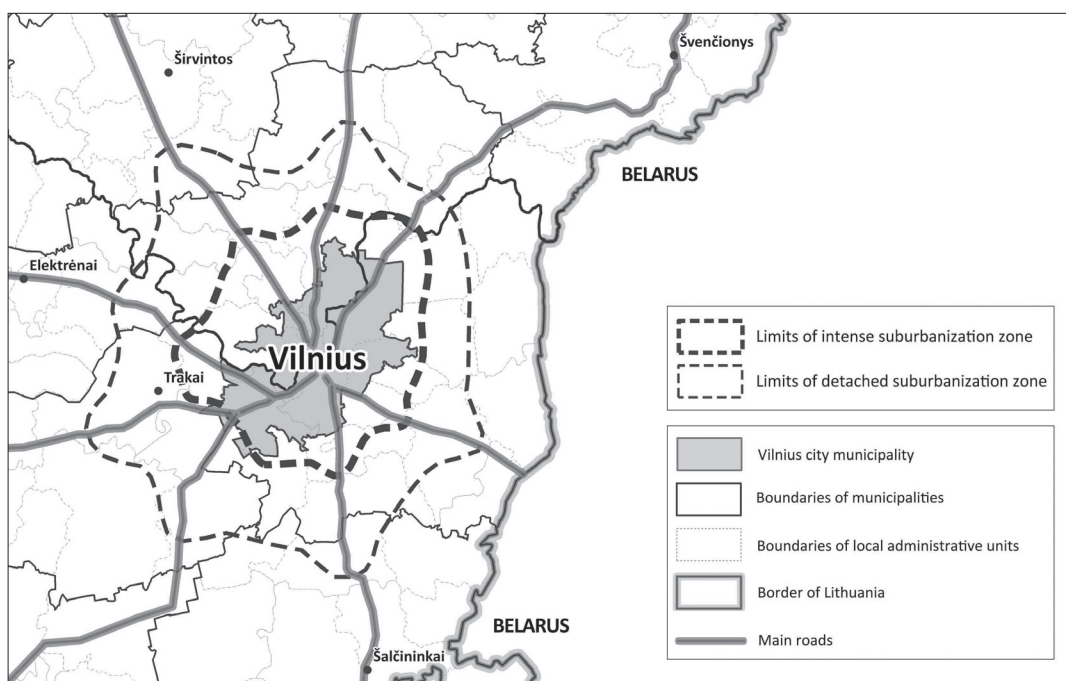 Širvintos
Švenčionys
BELARUS
Elektrėnai
Vilnius
Trakai
BELARUS
Šalčininkai
Limits of intense suburbanization zone
Limits of detached suburbanization zone
Vilnius city municipality
Boundaries of municipalities
Boundaries of local administrative units
Border of Lithuania
Main roads